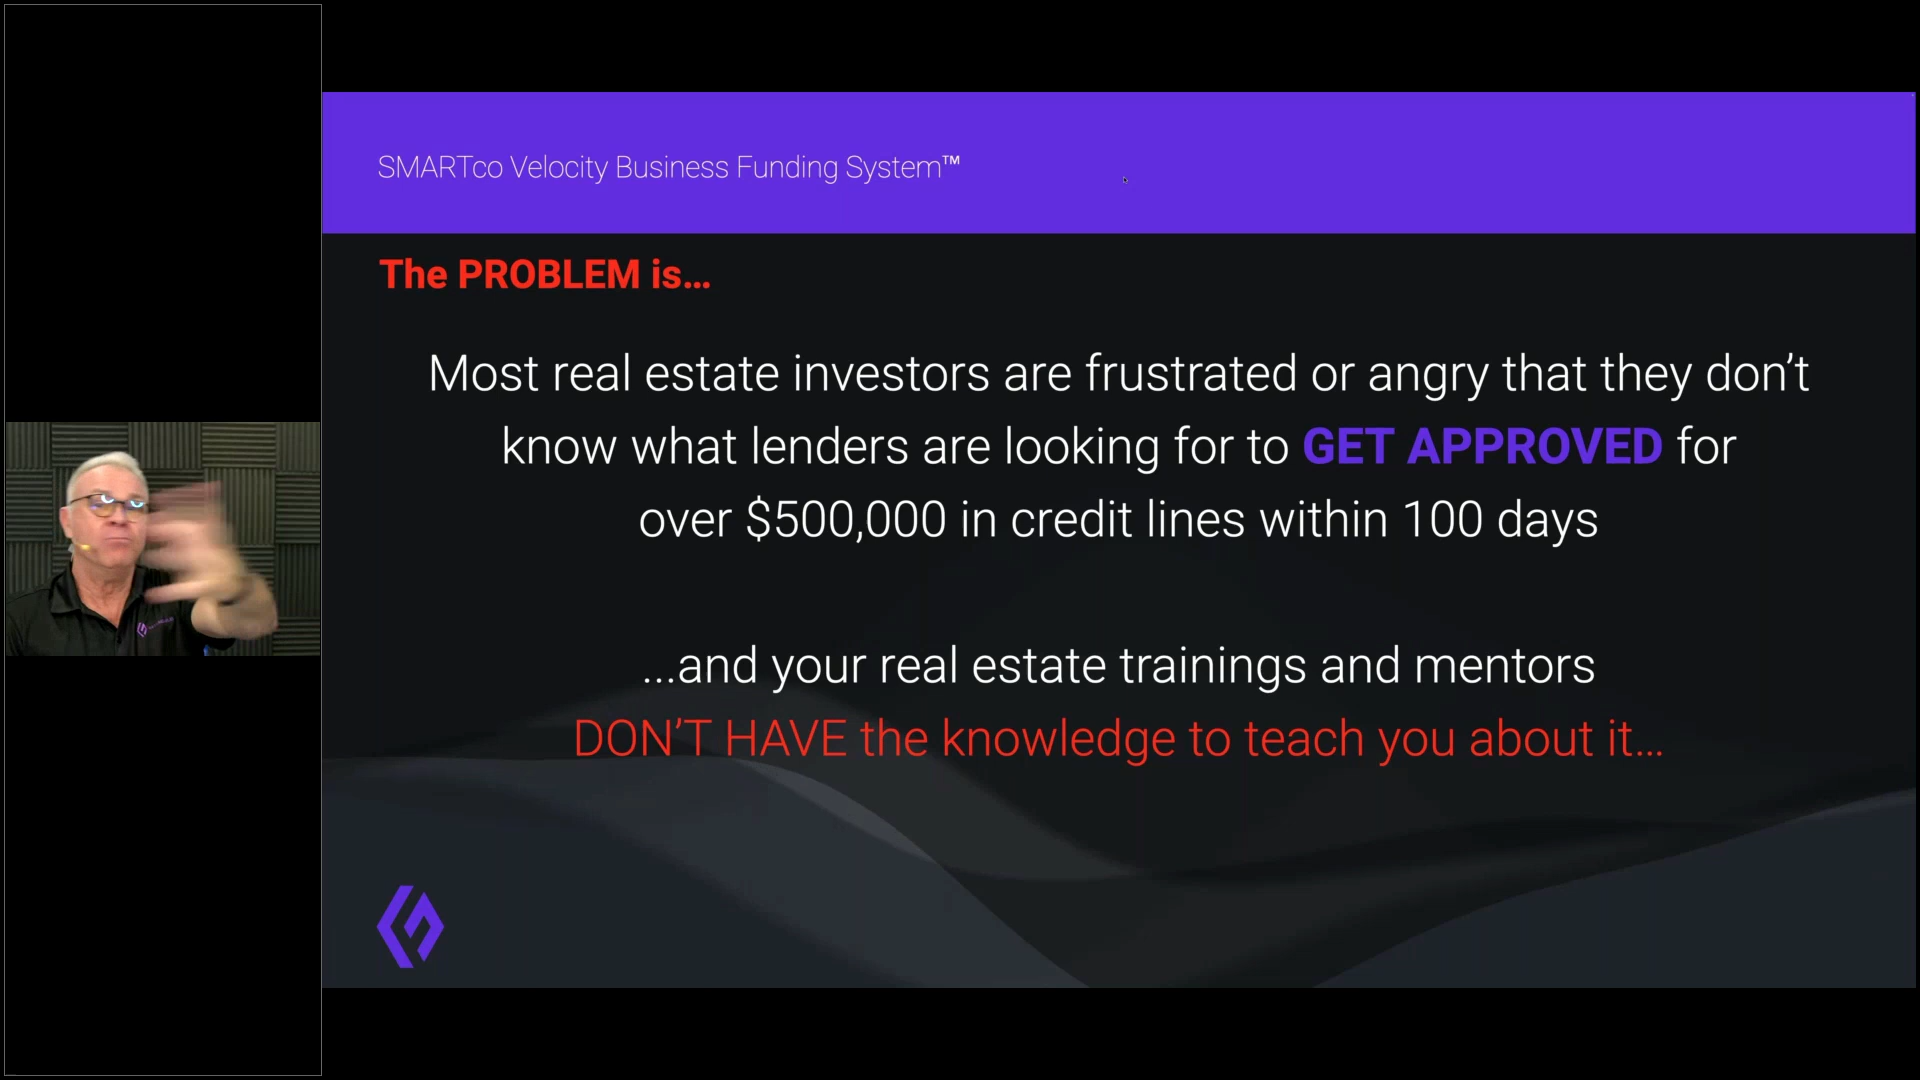 SMARTco Velocity Business Funding System™
The PROBLEM is...
Most real estate investors are frustrated or angry that they don’t
know what lenders are looking for to GET APPROVED for
over $500,000 in credit lines within 100 days
...and your real estate trainings and mentors
DON’T HAVE the knowledge to teach you about it...